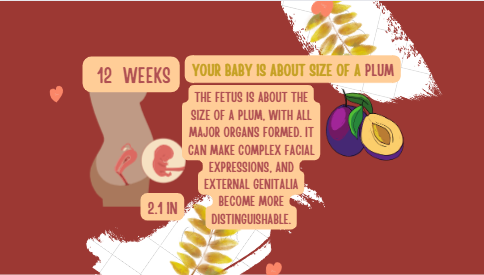 12 WEEKS
YOUR BABY IS ABOUT SIZE OF A PLUM
THE FETUS IS ABOUT THE
SIZE OF A PLUM, WITH ALL
MAJOR ORGANS FORMED. IT
CAN MAKE COMPLEX FACIAL
EXPRESSIONS, AND
EXTERNAL GENITALIA
BECOME MORE
DISTINGUISHABLE.
2.1 IN